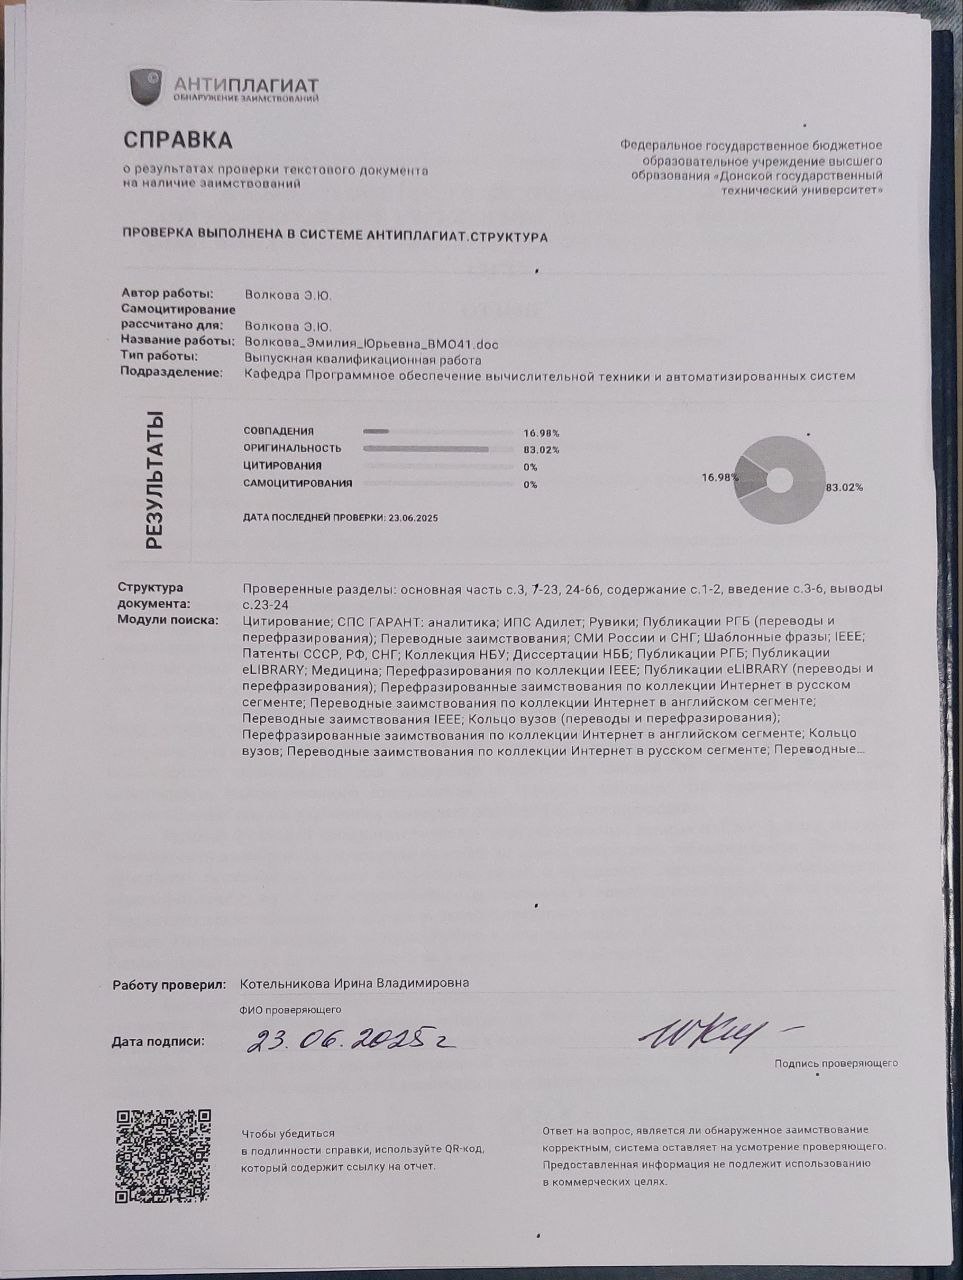 АНТИПЛАГИАТ
ОБНАРУЖЕНИЕ ЗАИМСТВОВАНИЙ
СПРАВКА
о результатах проверки текстового документа
на наличие заимствований
Федеральное государственное бюджетное
образовательное учреждение высшего
образования «Донской государственный
технический университет»
ПРОВЕРКА ВЫПОЛНЕНА В СИСТЕМЕ АНТИПЛАГИАТ.СТРУКТУРА
Автор работы: Волкова Э.Ю.
Самоцитирование
рассчитано для: Волкова Э.Ю.
Название работы: Волкова_Эмилия_Юрьевна_ВМО41.doc
Тип работы: Выпускная квалификационная работа
Подразделение: Кафедра Программное обеспечение вычислительной техники и автоматизированных систем
РЕЗУЛЬТАТЫ
СОВПАДЕНИЯ 16.98%
ОРИГИНАЛЬНОСТЬ 83.02%
ЦИТИРОВАНИЯ 0%
САМОЦИТИРОВАНИЯ 0%
16.98%
83.02%
ДАТА ПОСЛЕДНЕЙ ПРОВЕРКИ: 23.06.2025
Структура Проверенные разделы: основная часть с.3, 7-23, 24-66, содержание с.1-2, введение с.3-6, выводы
документа: с.23-24
Модули поиска: Цитирование; СПС ГАРАНТ: аналитика; ИПС Адилет; Рувики; Публикации РГБ (переводы и
перефразирования); Переводные заимствования; СМИ России и СНГ; Шаблонные фразы; IEEE;
Патенты СССР, РФ, СНГ; Коллекция НБУ; Диссертации НББ; Публикации РГБ; Публикации
eLIBRARY; Медицина; Перефразирования по коллекции IEEE; Публикации eLIBRARY (переводы и
перефразирования); Перефразированные заимствования по коллекции Интернет в русском
сегменте; Переводные заимствования по коллекции Интернет в английском сегменте;
Переводные заимствования IEEE; Кольцо вузов (переводы и перефразирования);
Перефразированные заимствования по коллекции Интернет в английском сегменте; Кольцо
вузов; Переводные заимствования по коллекции Интернет в русском сегменте; Переводные...
Работу проверил: Котельникова Ирина Владимировна
ФИО проверяющего
Дата подписи: 23.06.2025 г
Подпись проверяющего
Чтобы убедиться
в подлинности справки, используйте QR-код,
который содержит ссылку на отчет.
Ответ на вопрос, является ли обнаруженное заимствование
корректным, система оставляет на усмотрение проверяющего.
Предоставленная информация не подлежит использованию
в коммерческих целях.